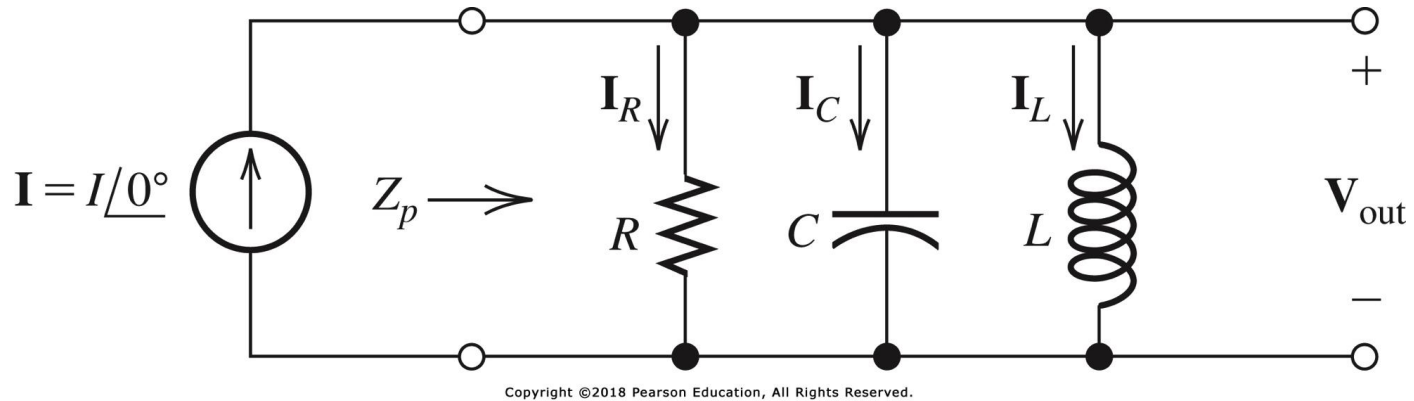 I = I/0°
Z_p
I_R
R
I_C
C
I_L
L
+
V_out
−
Copyright ©2018 Pearson Education, All Rights Reserved.